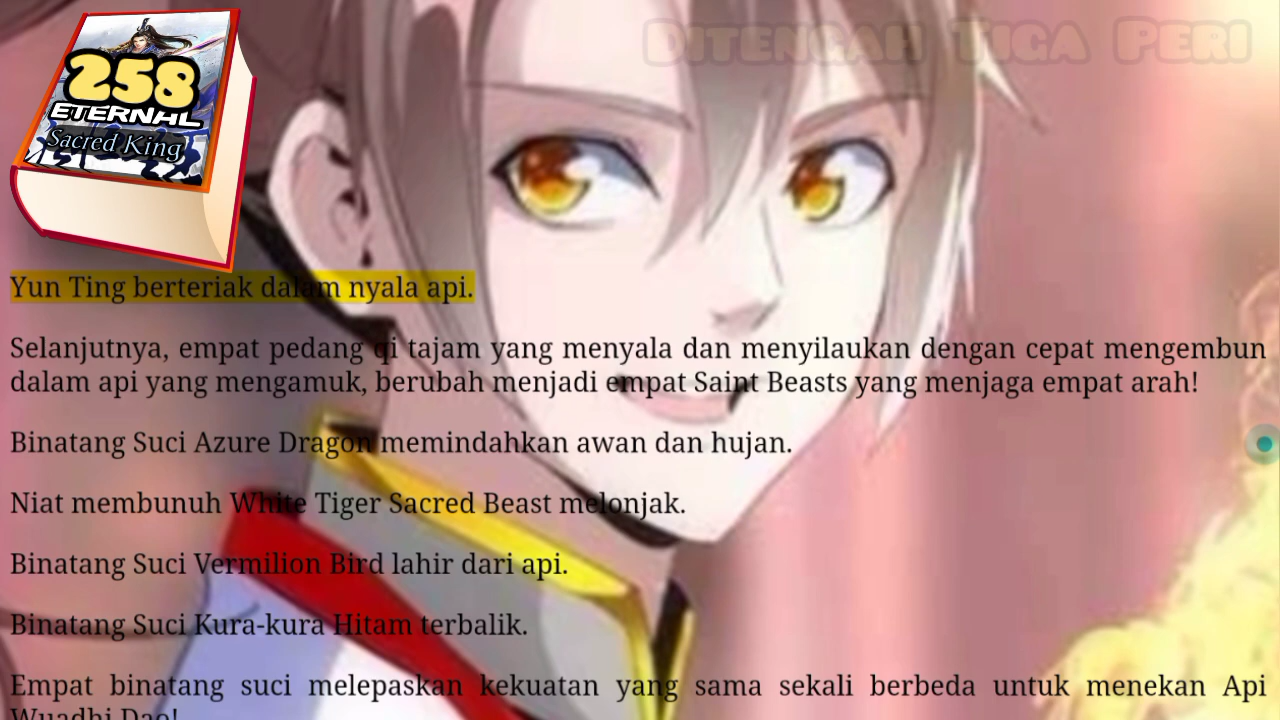 DITENGAH TIGA PERI
258
ETERNAL
Sacred King
Yun Ting berteriak dalam nyala api.
Selanjutnya, empat pedang qi tajam yang menyala dan menyilaukan dengan cepat mengembun
dalam api yang mengamuk, berubah menjadi empat Saint Beasts yang menjaga empat arah!
Binatang Suci Azure Dragon memindahkan awan dan hujan.
Niat membunuh White Tiger Sacred Beast melonjak.
Binatang Suci Vermilion Bird lahir dari api.
Binatang Suci Kura-kura Hitam terbalik.
Empat binatang suci melepaskan kekuatan yang sama sekali berbeda untuk menekan Api
Wuadhi Dao!